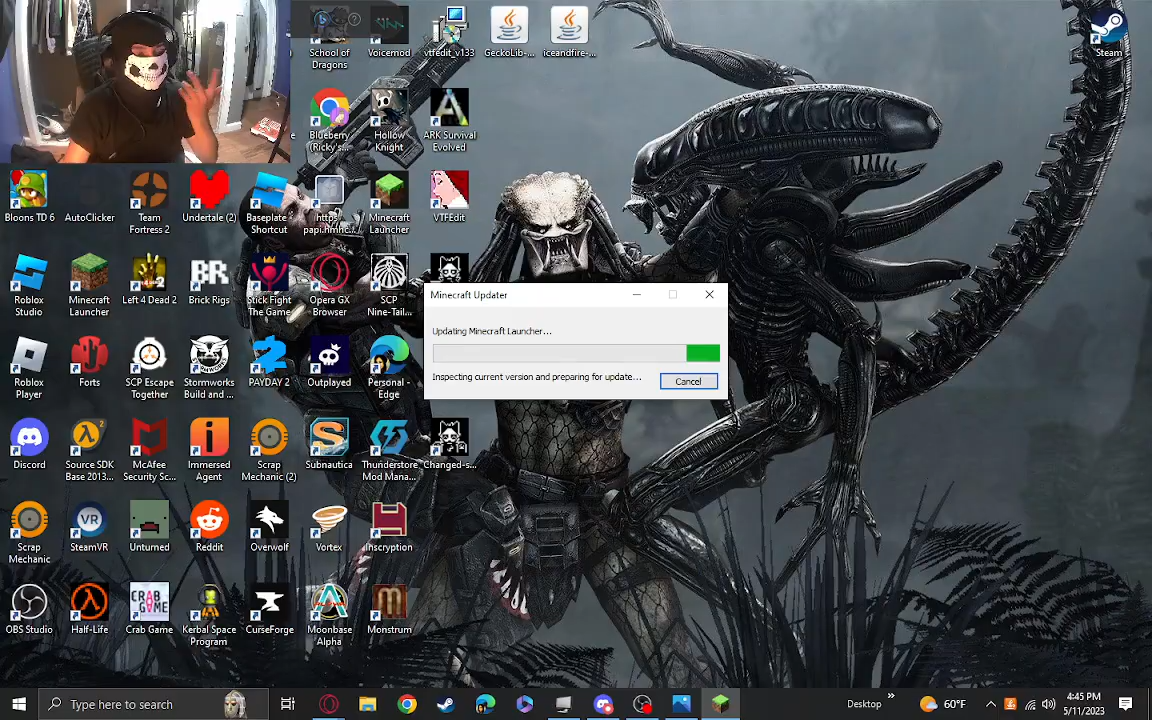 School of
Dragons
Voicemod
vtfedit_v133
GeckoLib-...
iceandfire-...
Steam
Blueberry
(Ricky's...
Hollow
Knight
ARK Survival
Evolved
Bloons TD 6
AutoClicker
Team
Fortress 2
Undertale (2)
Baseplate -
Shortcut
Minecraft
Launcher
VTFEdit
Roblox
Studio
Minecraft
Launcher
Left 4 Dead 2
Brick Rigs
Stick Fight
The Game
Opera GX
Browser
SCP
Nine-Tail...
Minecraft Updater
Updating Minecraft Launcher...
Inspecting current version and preparing for update...
Cancel
Roblox
Player
Forts
SCP Escape
Together
Stormworks
Build and ...
PAYDAY 2
Outplayed
Personal -
Edge
Discord
Source SDK
Base 2013...
McAfee
Security Sc...
Immersed
Agent
Scrap
Mechanic (2)
Subnautica
Thunderstore
Mod Mana...
Changed-s...
Scrap
Mechanic
SteamVR
Unturned
Reddit
Overwolf
Vortex
Inscryption
OBS Studio
Half-Life
CRAB
GAME
Crab Game
Kerbal Space
Program
CurseForge
Moonbase
Alpha
Monstrum
Type here to search
Desktop
60°F
4:45 PM
5/11/2023